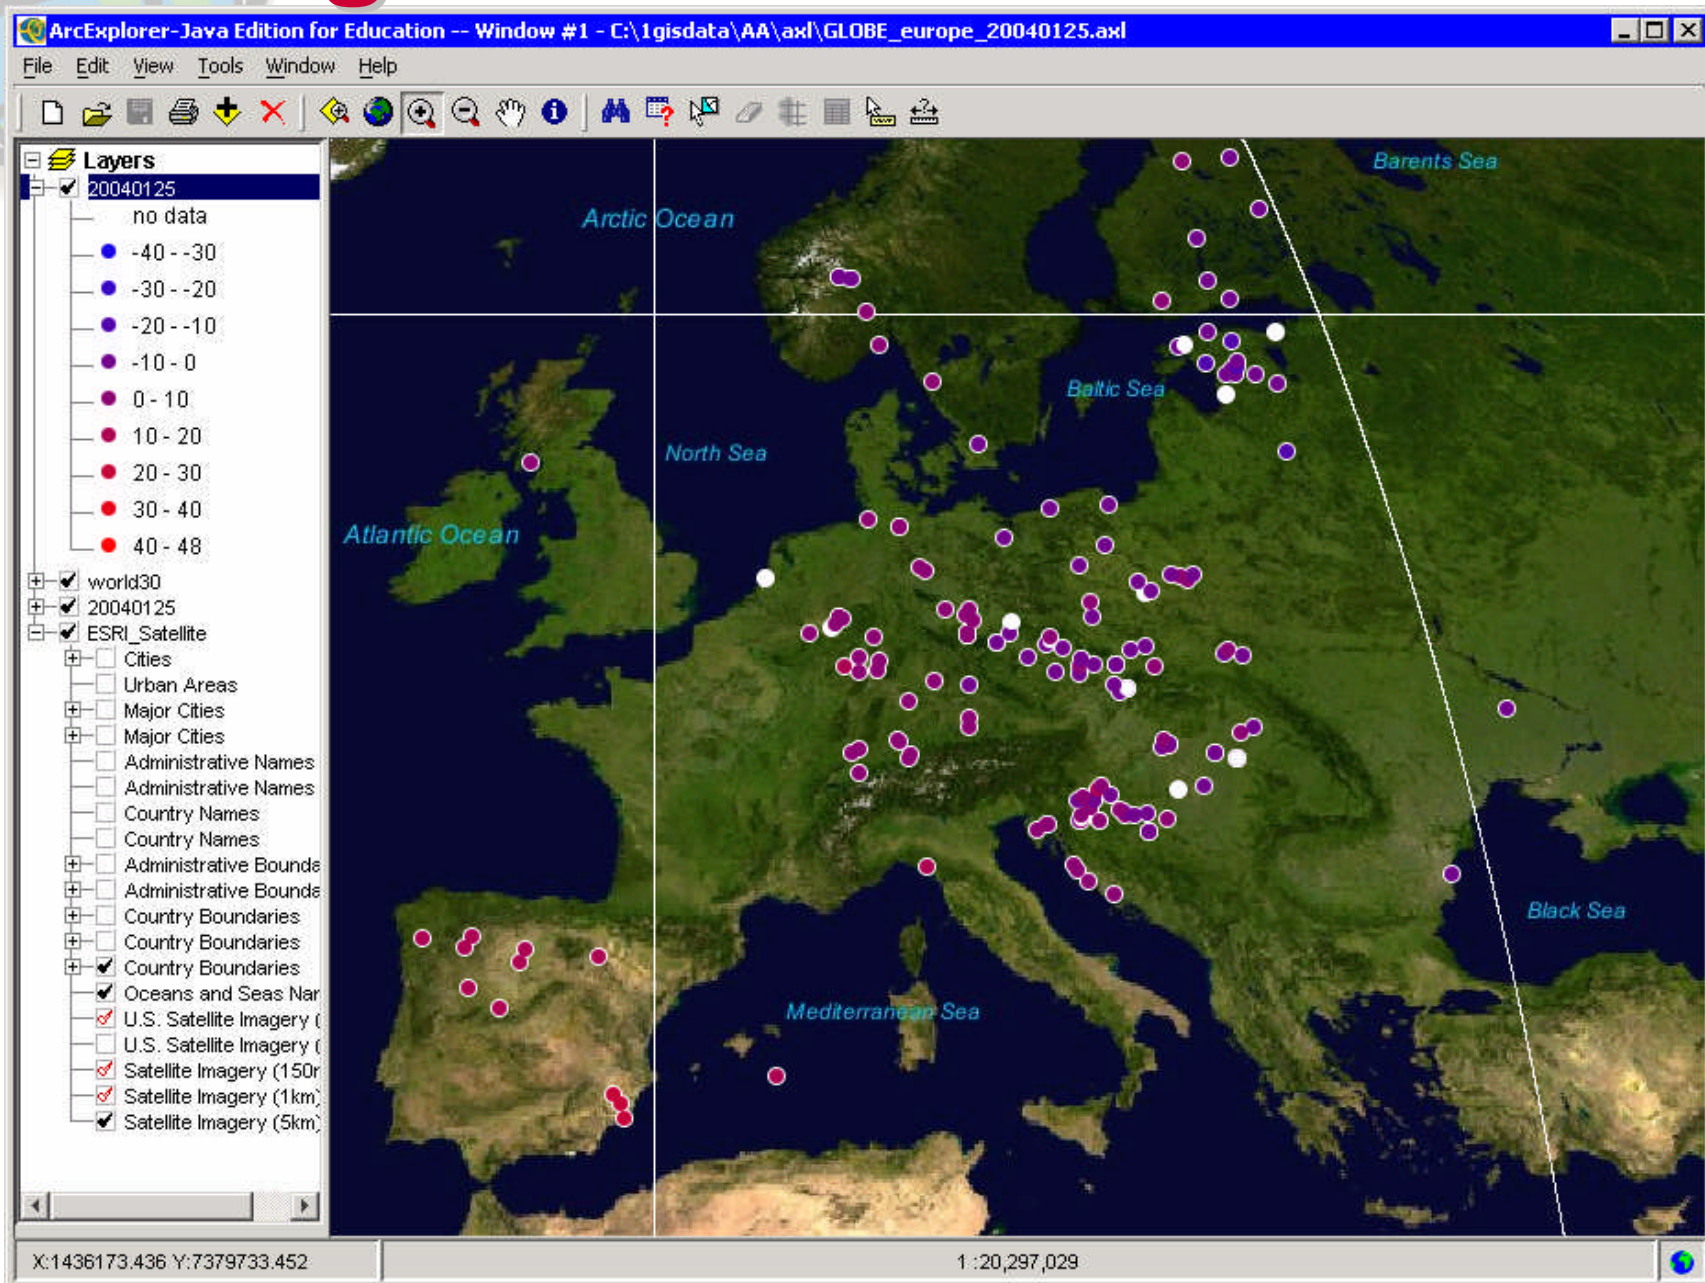 ArcExplorer-Java Edition for Education -- Window #1 - C:\1gisdata\AA\axl\GLOBE_europe_20040125.axl
File Edit View Tools Window Help
Layers
20040125
no data
-40 - -30
-30 - -20
-20 - -10
-10 - 0
0 - 10
10 - 20
20 - 30
30 - 40
40 - 48
world30
20040125
ESRI_Satellite
Cities
Urban Areas
Major Cities
Major Cities
Administrative Names
Administrative Names
Country Names
Country Names
Administrative Bounda
Administrative Bounda
Country Boundaries
Country Boundaries
Country Boundaries
Oceans and Seas Nar
U.S. Satellite Imagery (
U.S. Satellite Imagery (
Satellite Imagery (150r
Satellite Imagery (1km)
Satellite Imagery (5km)
Barents Sea
Arctic Ocean
Baltic Sea
North Sea
Atlantic Ocean
Black Sea
Mediterranean Sea
X:1436173.436 Y:7379733.452
1 :20,297,029